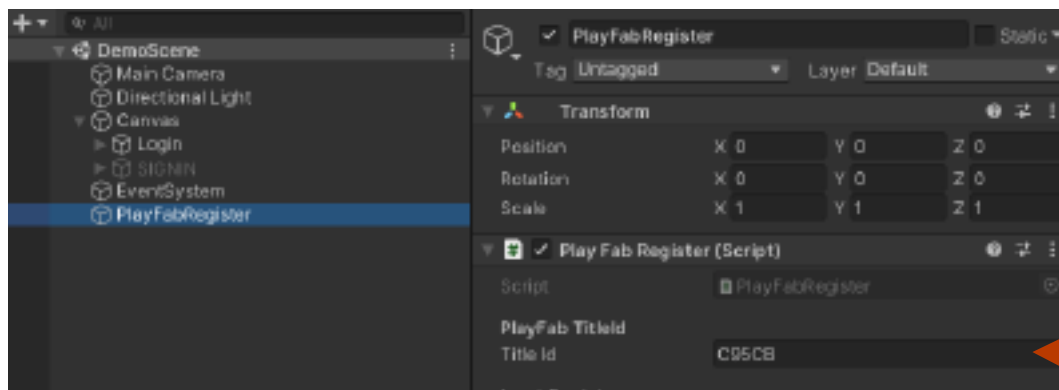 All
DemoScene
Main Camera
Directional Light
Canvas
Login
SIGNIN
EventSystem
PlayFabRegister
PlayFabRegister
Static
Tag Untagged Layer Default
Transform
Position X 0 Y 0 Z 0
Rotation X 0 Y 0 Z 0
Scale X 1 Y 1 Z 1
Play Fab Register (Script)
Script PlayFabRegister
PlayFab TitleId
Title Id C95CB